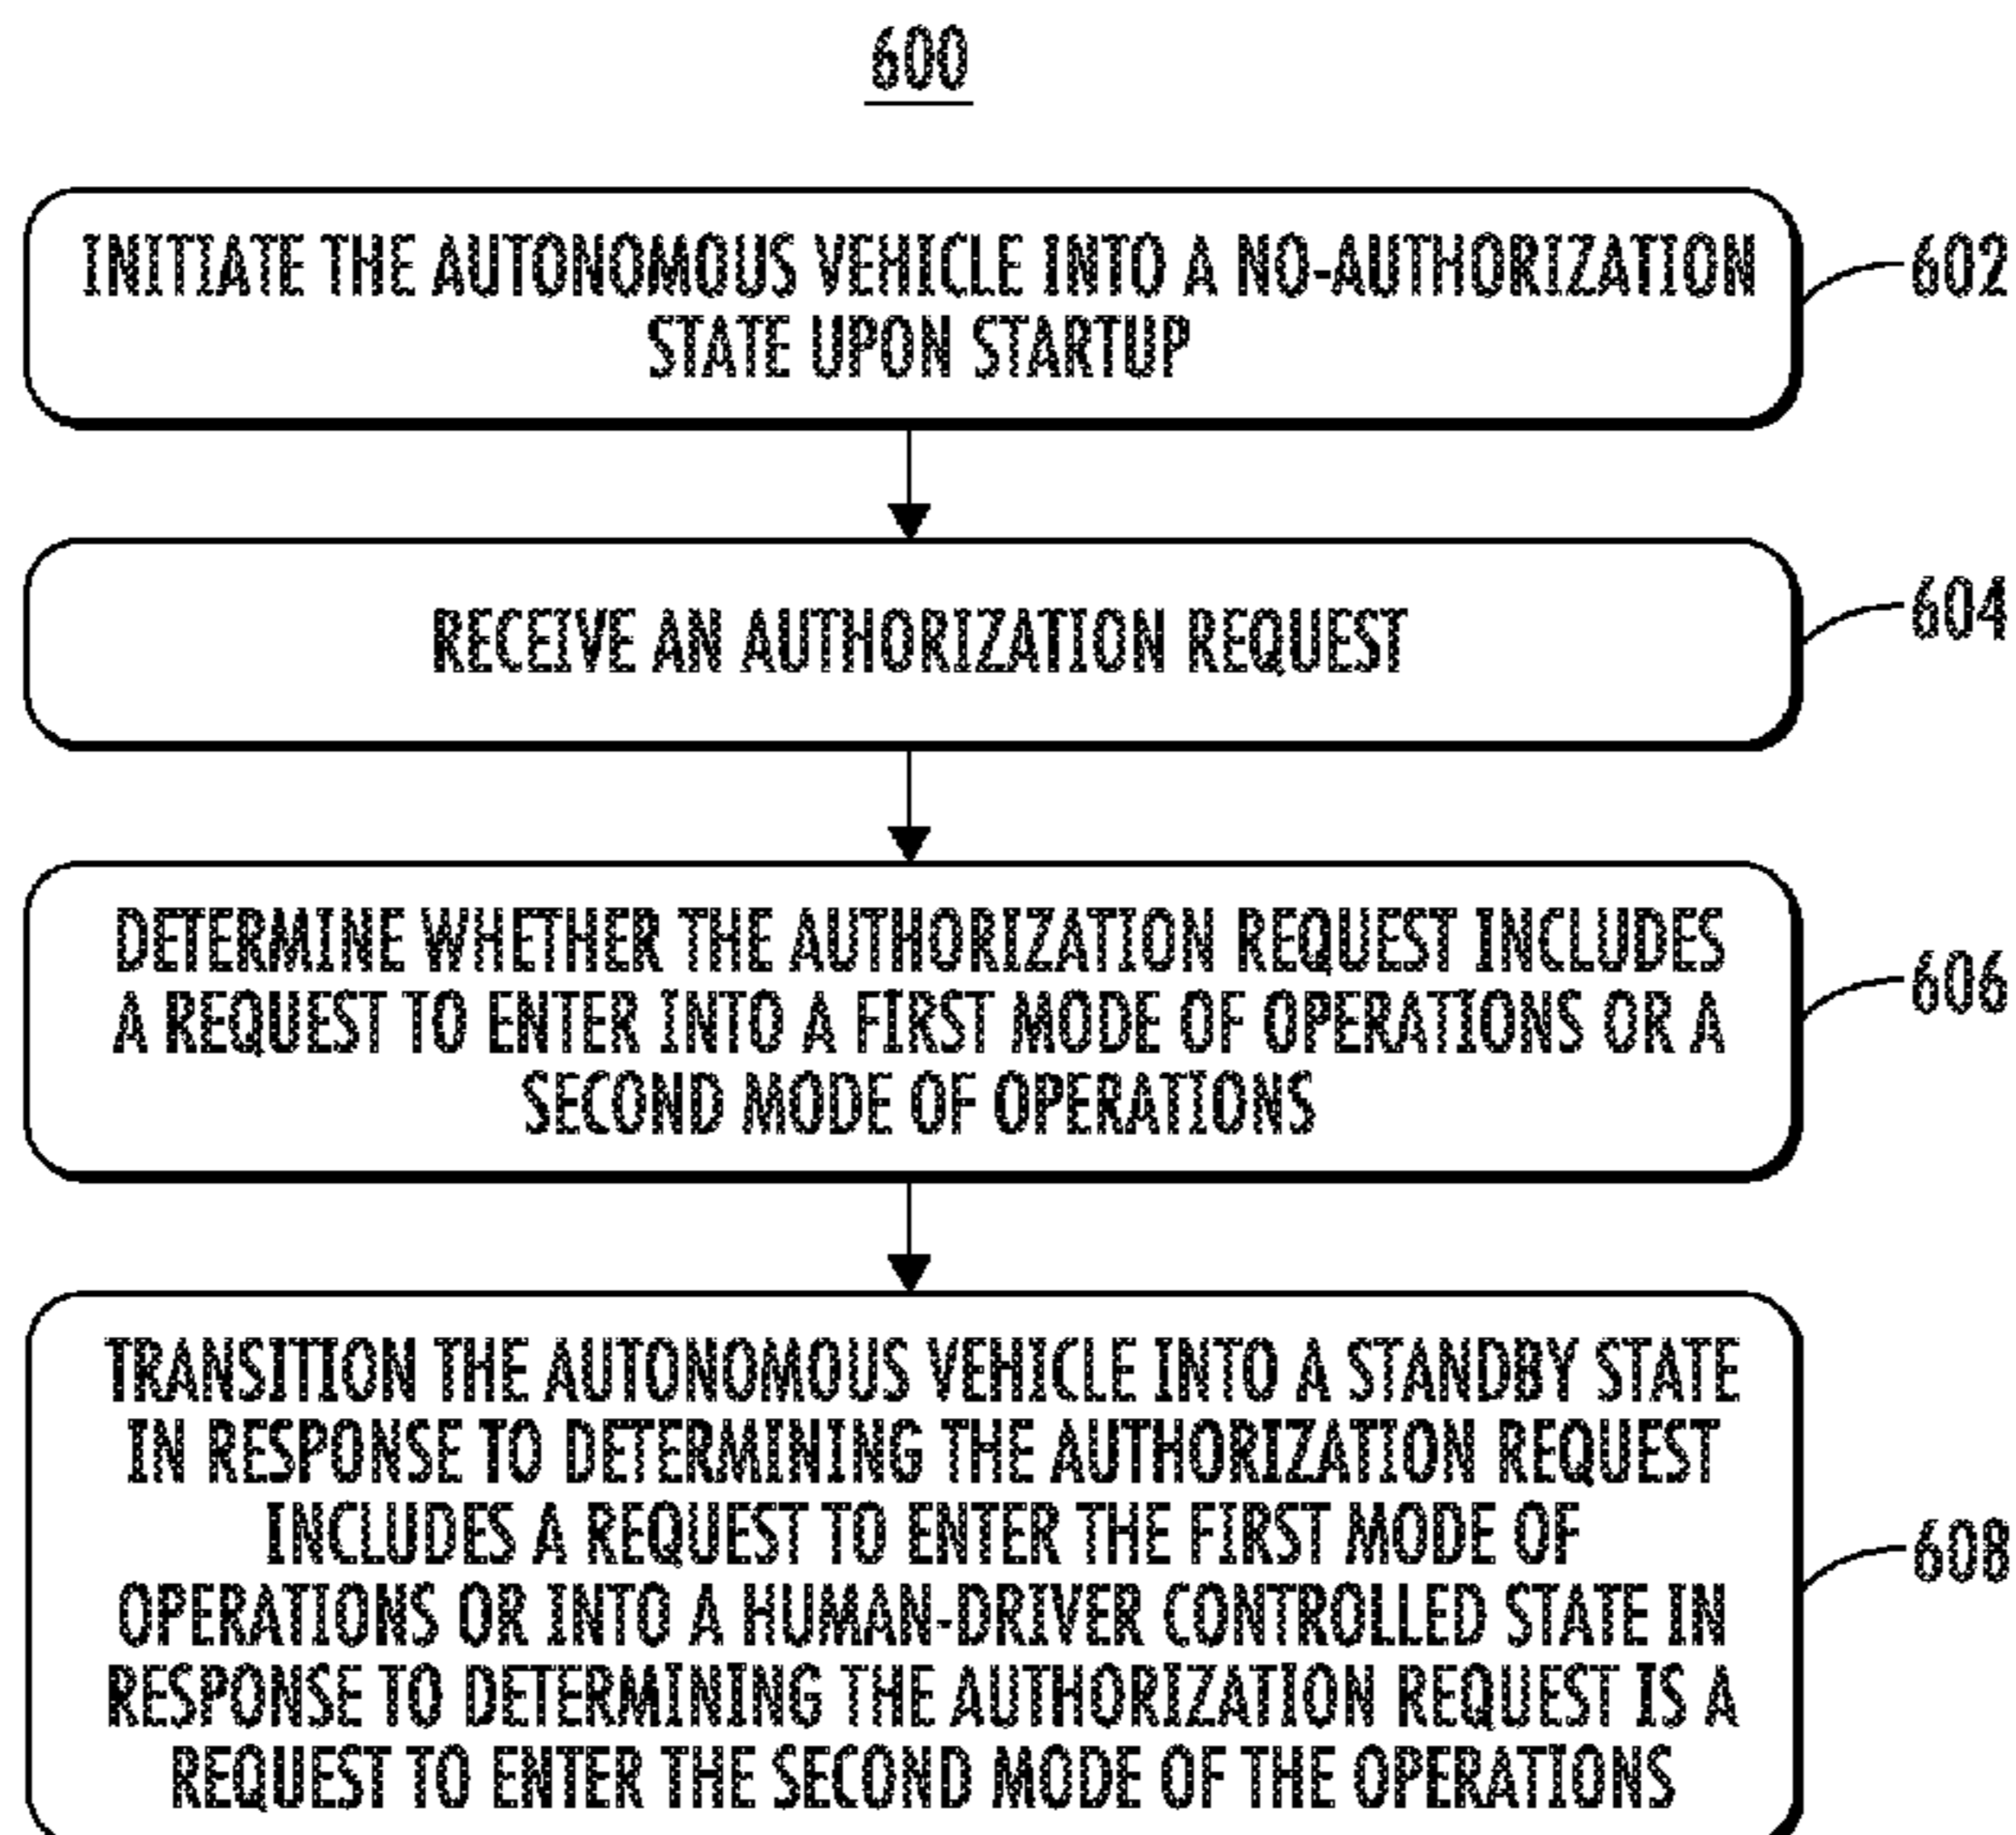 600
INITIATE THE AUTONOMOUS VEHICLE INTO A NO-AUTHORIZATION
STATE UPON STARTUP
602
RECEIVE AN AUTHORIZATION REQUEST
604
DETERMINE WHETHER THE AUTHORIZATION REQUEST INCLUDES
A REQUEST TO ENTER INTO A FIRST MODE OF OPERATIONS OR A
SECOND MODE OF OPERATIONS
606
TRANSITION THE AUTONOMOUS VEHICLE INTO A STANDBY STATE
IN RESPONSE TO DETERMINING THE AUTHORIZATION REQUEST
INCLUDES A REQUEST TO ENTER THE FIRST MODE OF
OPERATIONS OR INTO A HUMAN-DRIVER CONTROLLED STATE IN
RESPONSE TO DETERMINING THE AUTHORIZATION REQUEST IS A
REQUEST TO ENTER THE SECOND MODE OF THE OPERATIONS
608